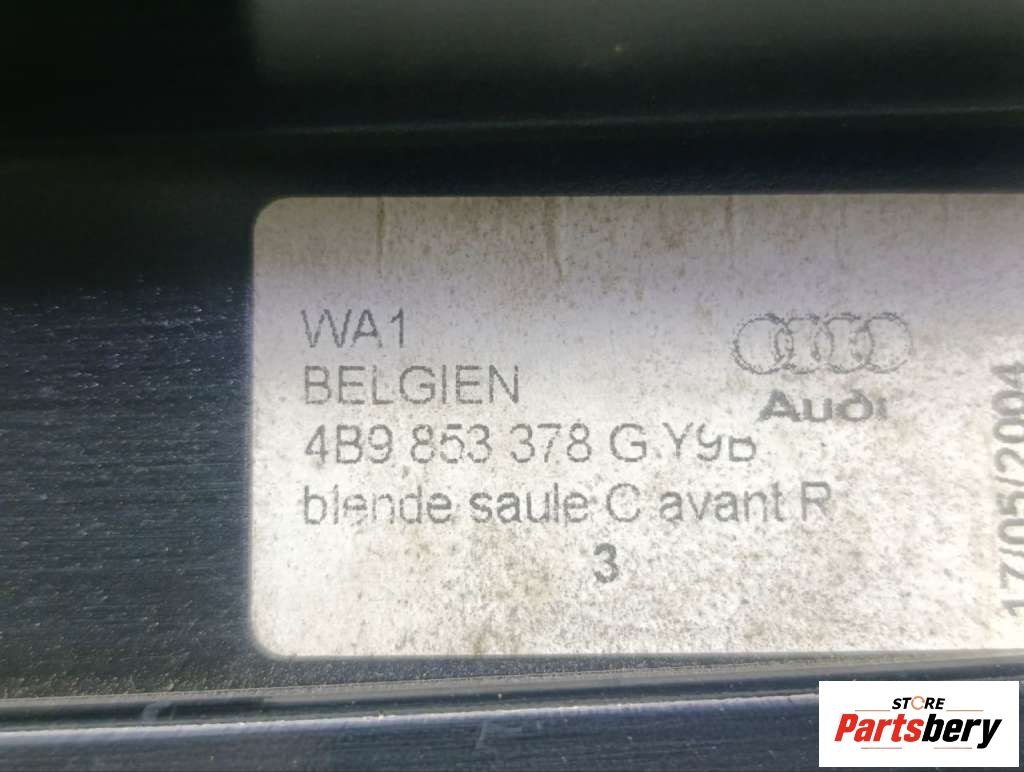 WA1
BELGIEN
Audi
4B9 853 378 G Y9B
blende saule C avant R
3
17/05/2004
STORE
Partsbery